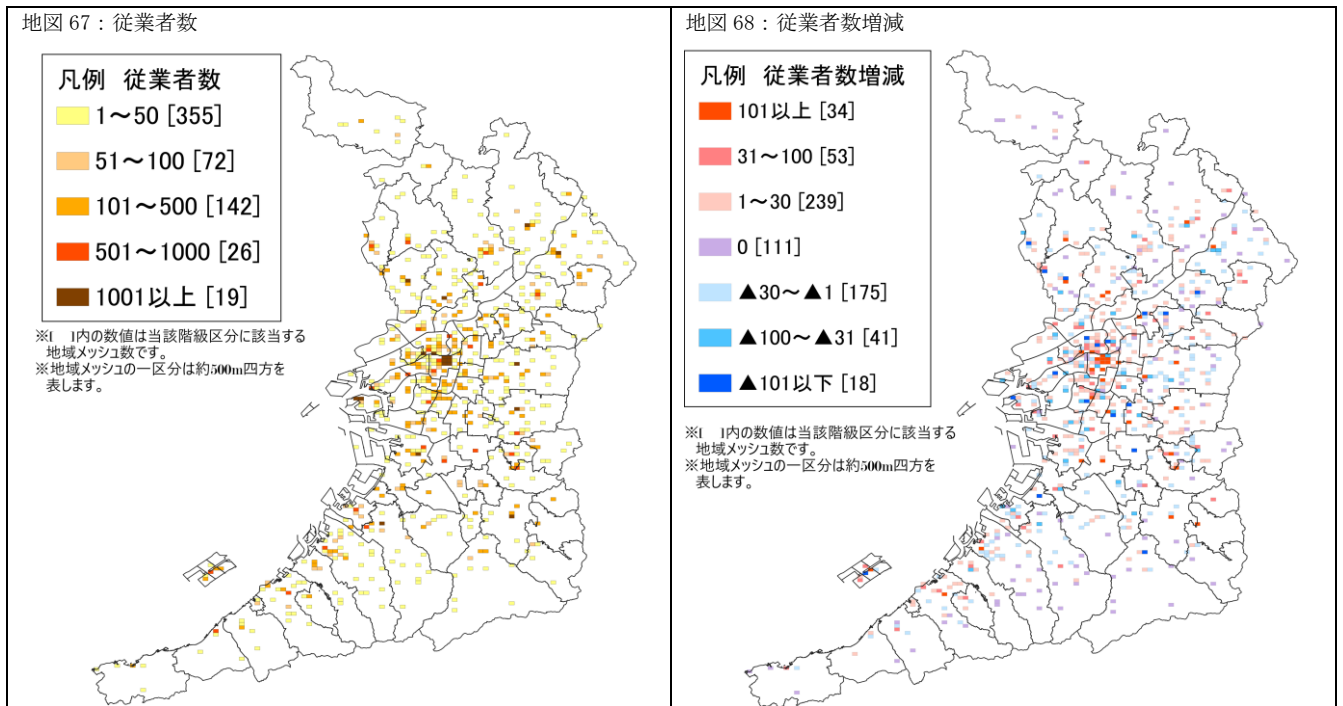 地図 67：従業者数
凡例 従業者数
1～50 [355]
51～100 [72]
101～500 [142]
501～1000 [26]
1001以上 [19]
※[ ]内の数値は当該階級区分に該当する
地域メッシュ数です。
※地域メッシュの一区分は約500m四方を
表します。
地図 68：従業者数増減
凡例 従業者数増減
101以上 [34]
31～100 [53]
1～30 [239]
0 [111]
▲30～▲1 [175]
▲100～▲31 [41]
▲101以下 [18]
※[ ]内の数値は当該階級区分に該当する
地域メッシュ数です。
※地域メッシュの一区分は約500m四方を
表します。